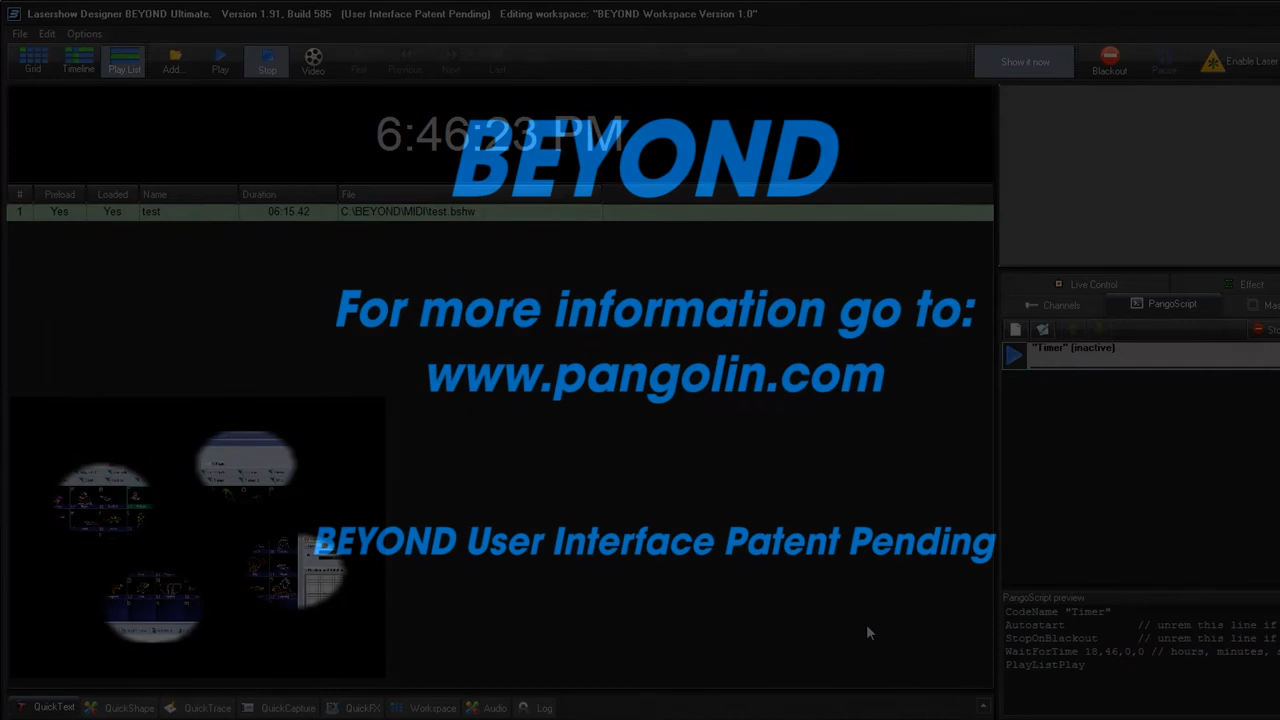 Lasershow Designer BEYOND Ultimate. Version 1.91, Build 585 (User Interface Patent Pending) Editing workspace: "BEYOND Workspace Version 1.0"
File Edit Options
Grid Timeline Play List Add... Play Stop Video First Previous Next Last Show it now Blackout Pause Enable Laser
6:46:23 PM
BEYOND
# Preload Loaded Name Duration File
1 Yes Yes test 06:15.42 C:\BEYOND\MIDI\test.bshw
Live Control Effect
Channels PangoScript
"Timer" (inactive)
For more information go to:
www.pangolin.com
BEYOND User Interface Patent Pending
PangoScript preview
CodeName "Timer"
Autostart // unrem this line if
StopOnBlackout // unrem this line if
WaitForTime 18,46,0,0 // hours, minutes,
PlayListPlay
QuickText QuickShape QuickTrace QuickCapture QuickFX Workspace Audio Log